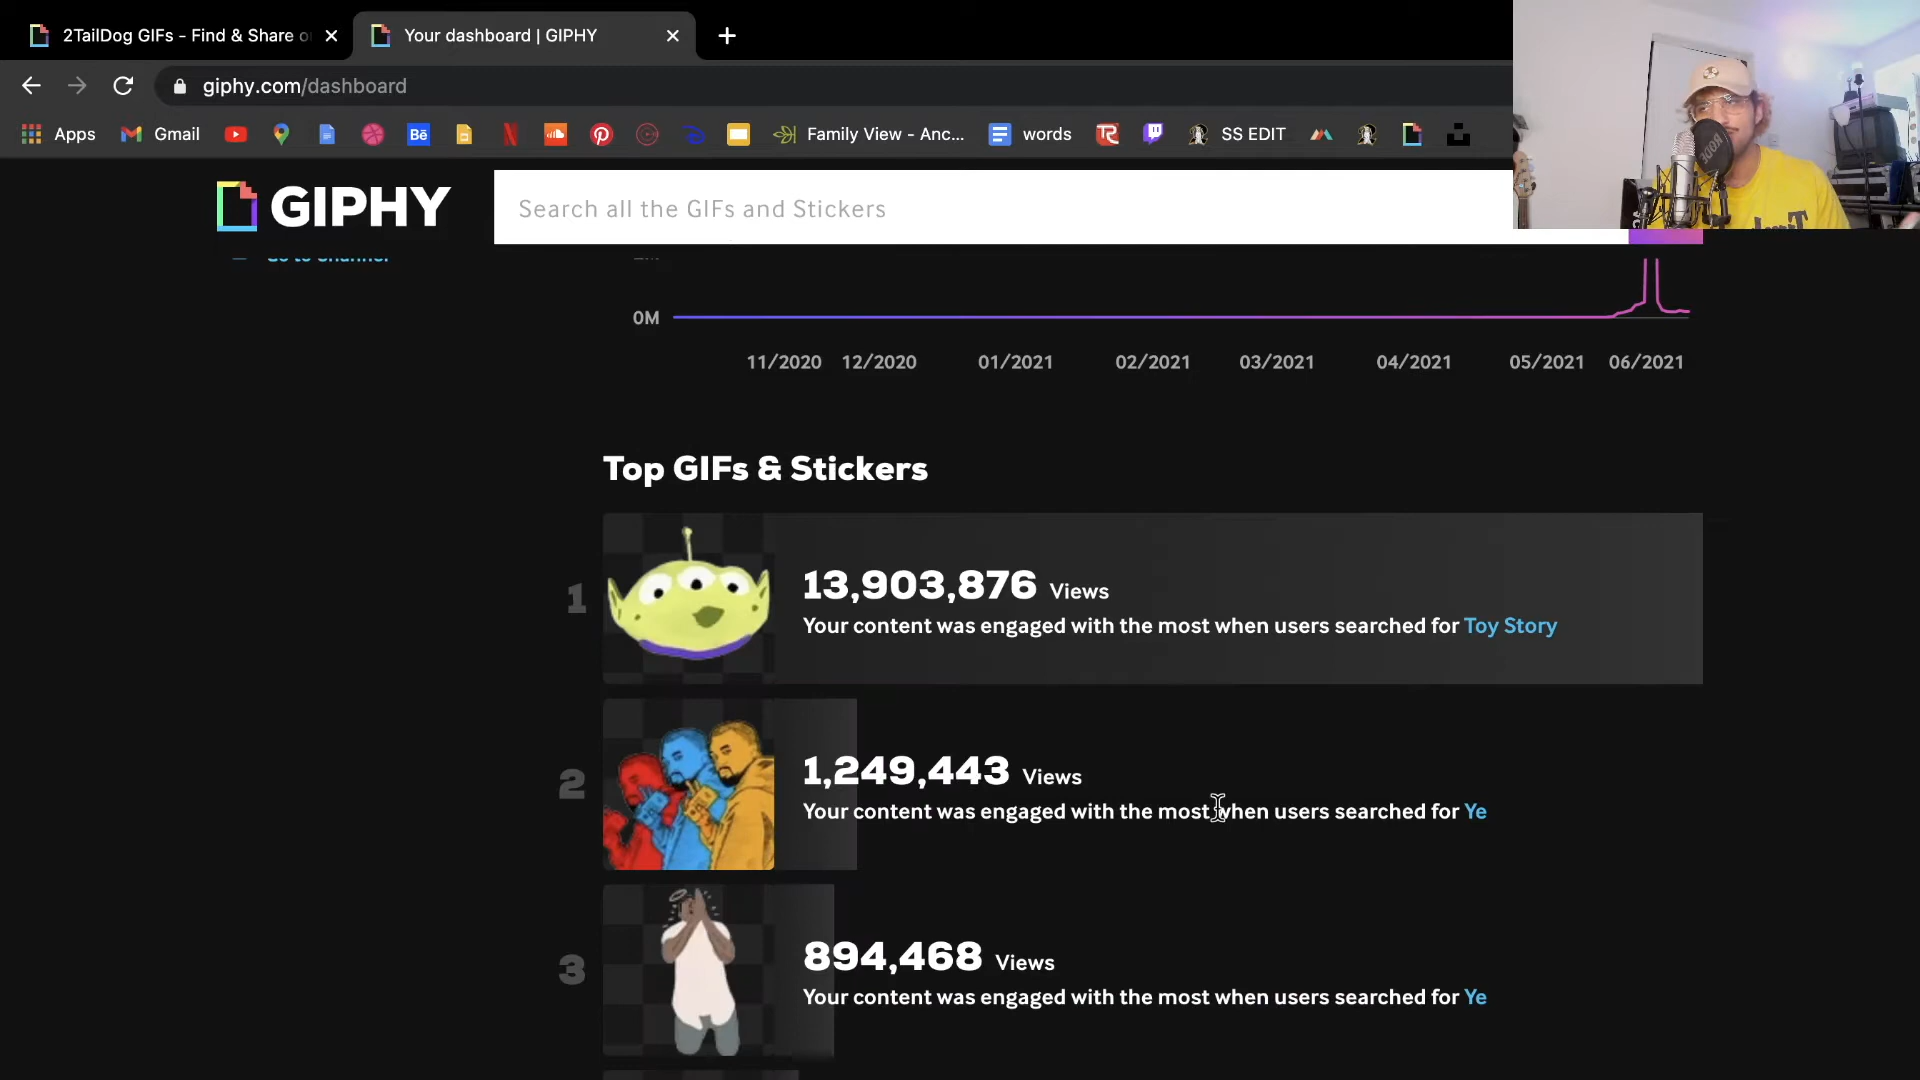 2TailDog GIFs - Find & Share o
Your dashboard | GIPHY
giphy.com/dashboard
Apps
Gmail
Bē
Family View - Anc...
words
SS EDIT
GIPHY
Search all the GIFs and Stickers
Go to Channel
0M
11/2020 12/2020 01/2021 02/2021 03/2021 04/2021 05/2021 06/2021
Top GIFs & Stickers
1
13,903,876 Views
Your content was engaged with the most when users searched for Toy Story
2
1,249,443 Views
Your content was engaged with the most when users searched for Ye
3
894,468 Views
Your content was engaged with the most when users searched for Ye
RODE